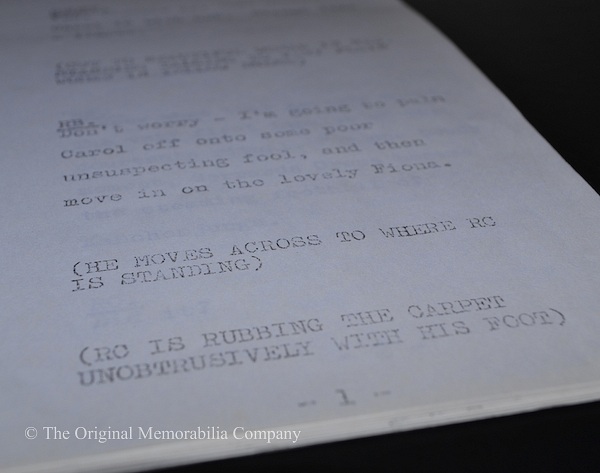 RB.
Don't worry - I'm going to palm
Carol off onto some poor
unsuspecting fool, and then
move in on the lovely Fiona.
(HE MOVES ACROSS TO WHERE RC
IS STANDING)
(RC IS RUBBING THE CARPET
UNOBTRUSIVELY WITH HIS FOOT)
- 1 -
© The Original Memorabilia Company